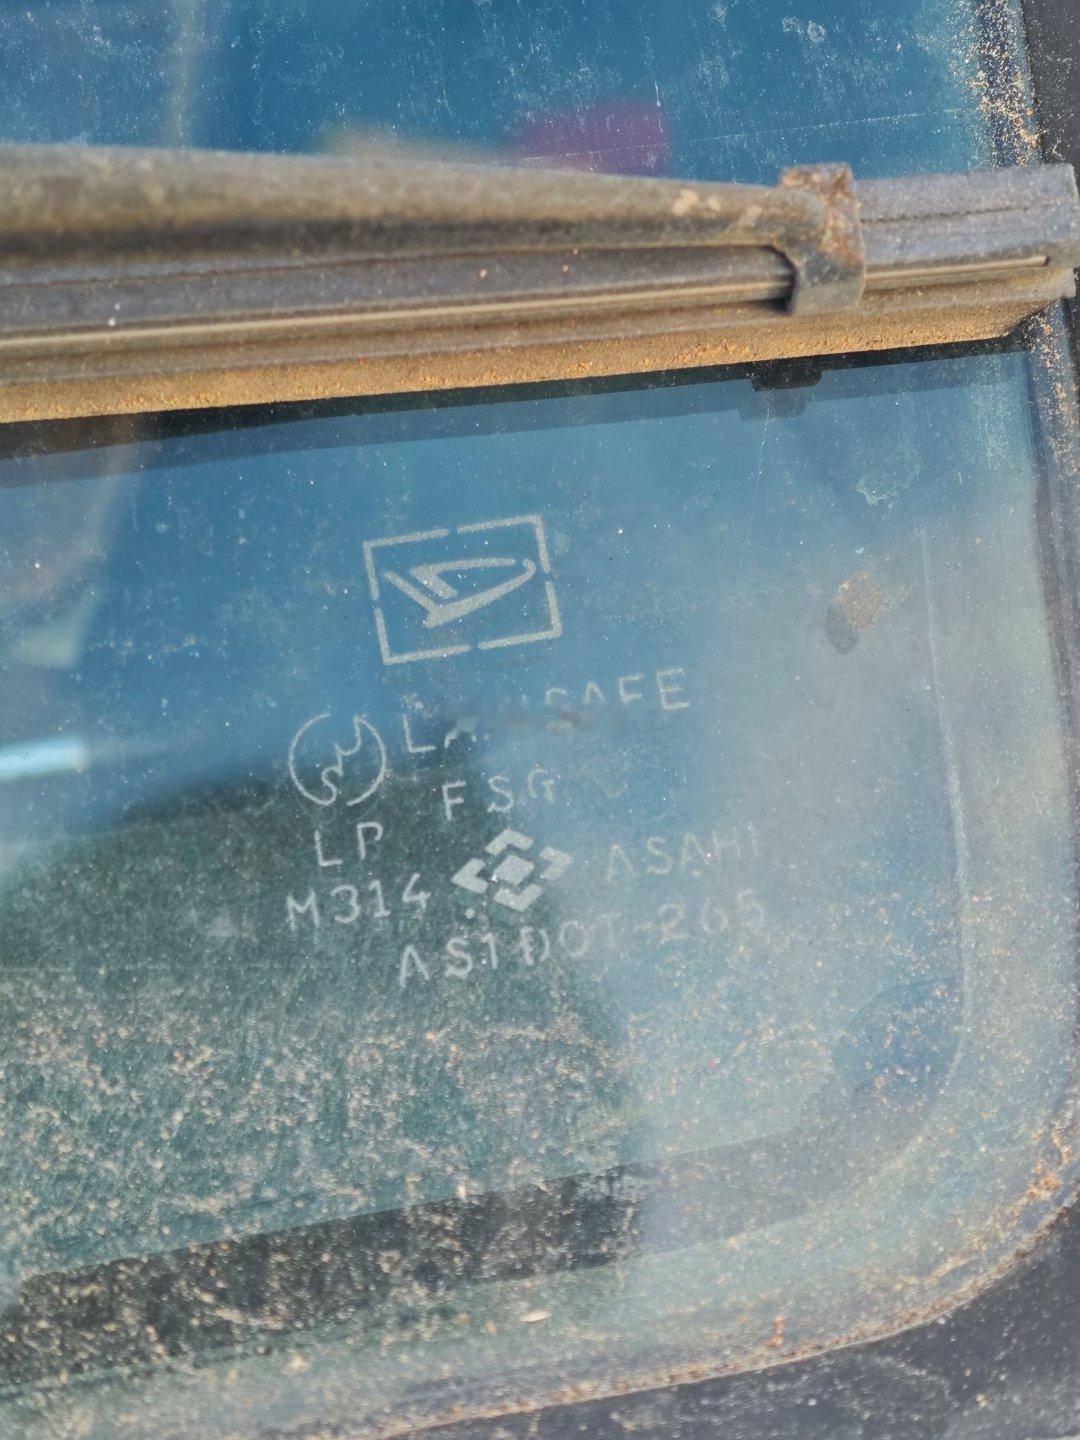 FSG
LP
M314 ASAHI
AS1 DOT-265